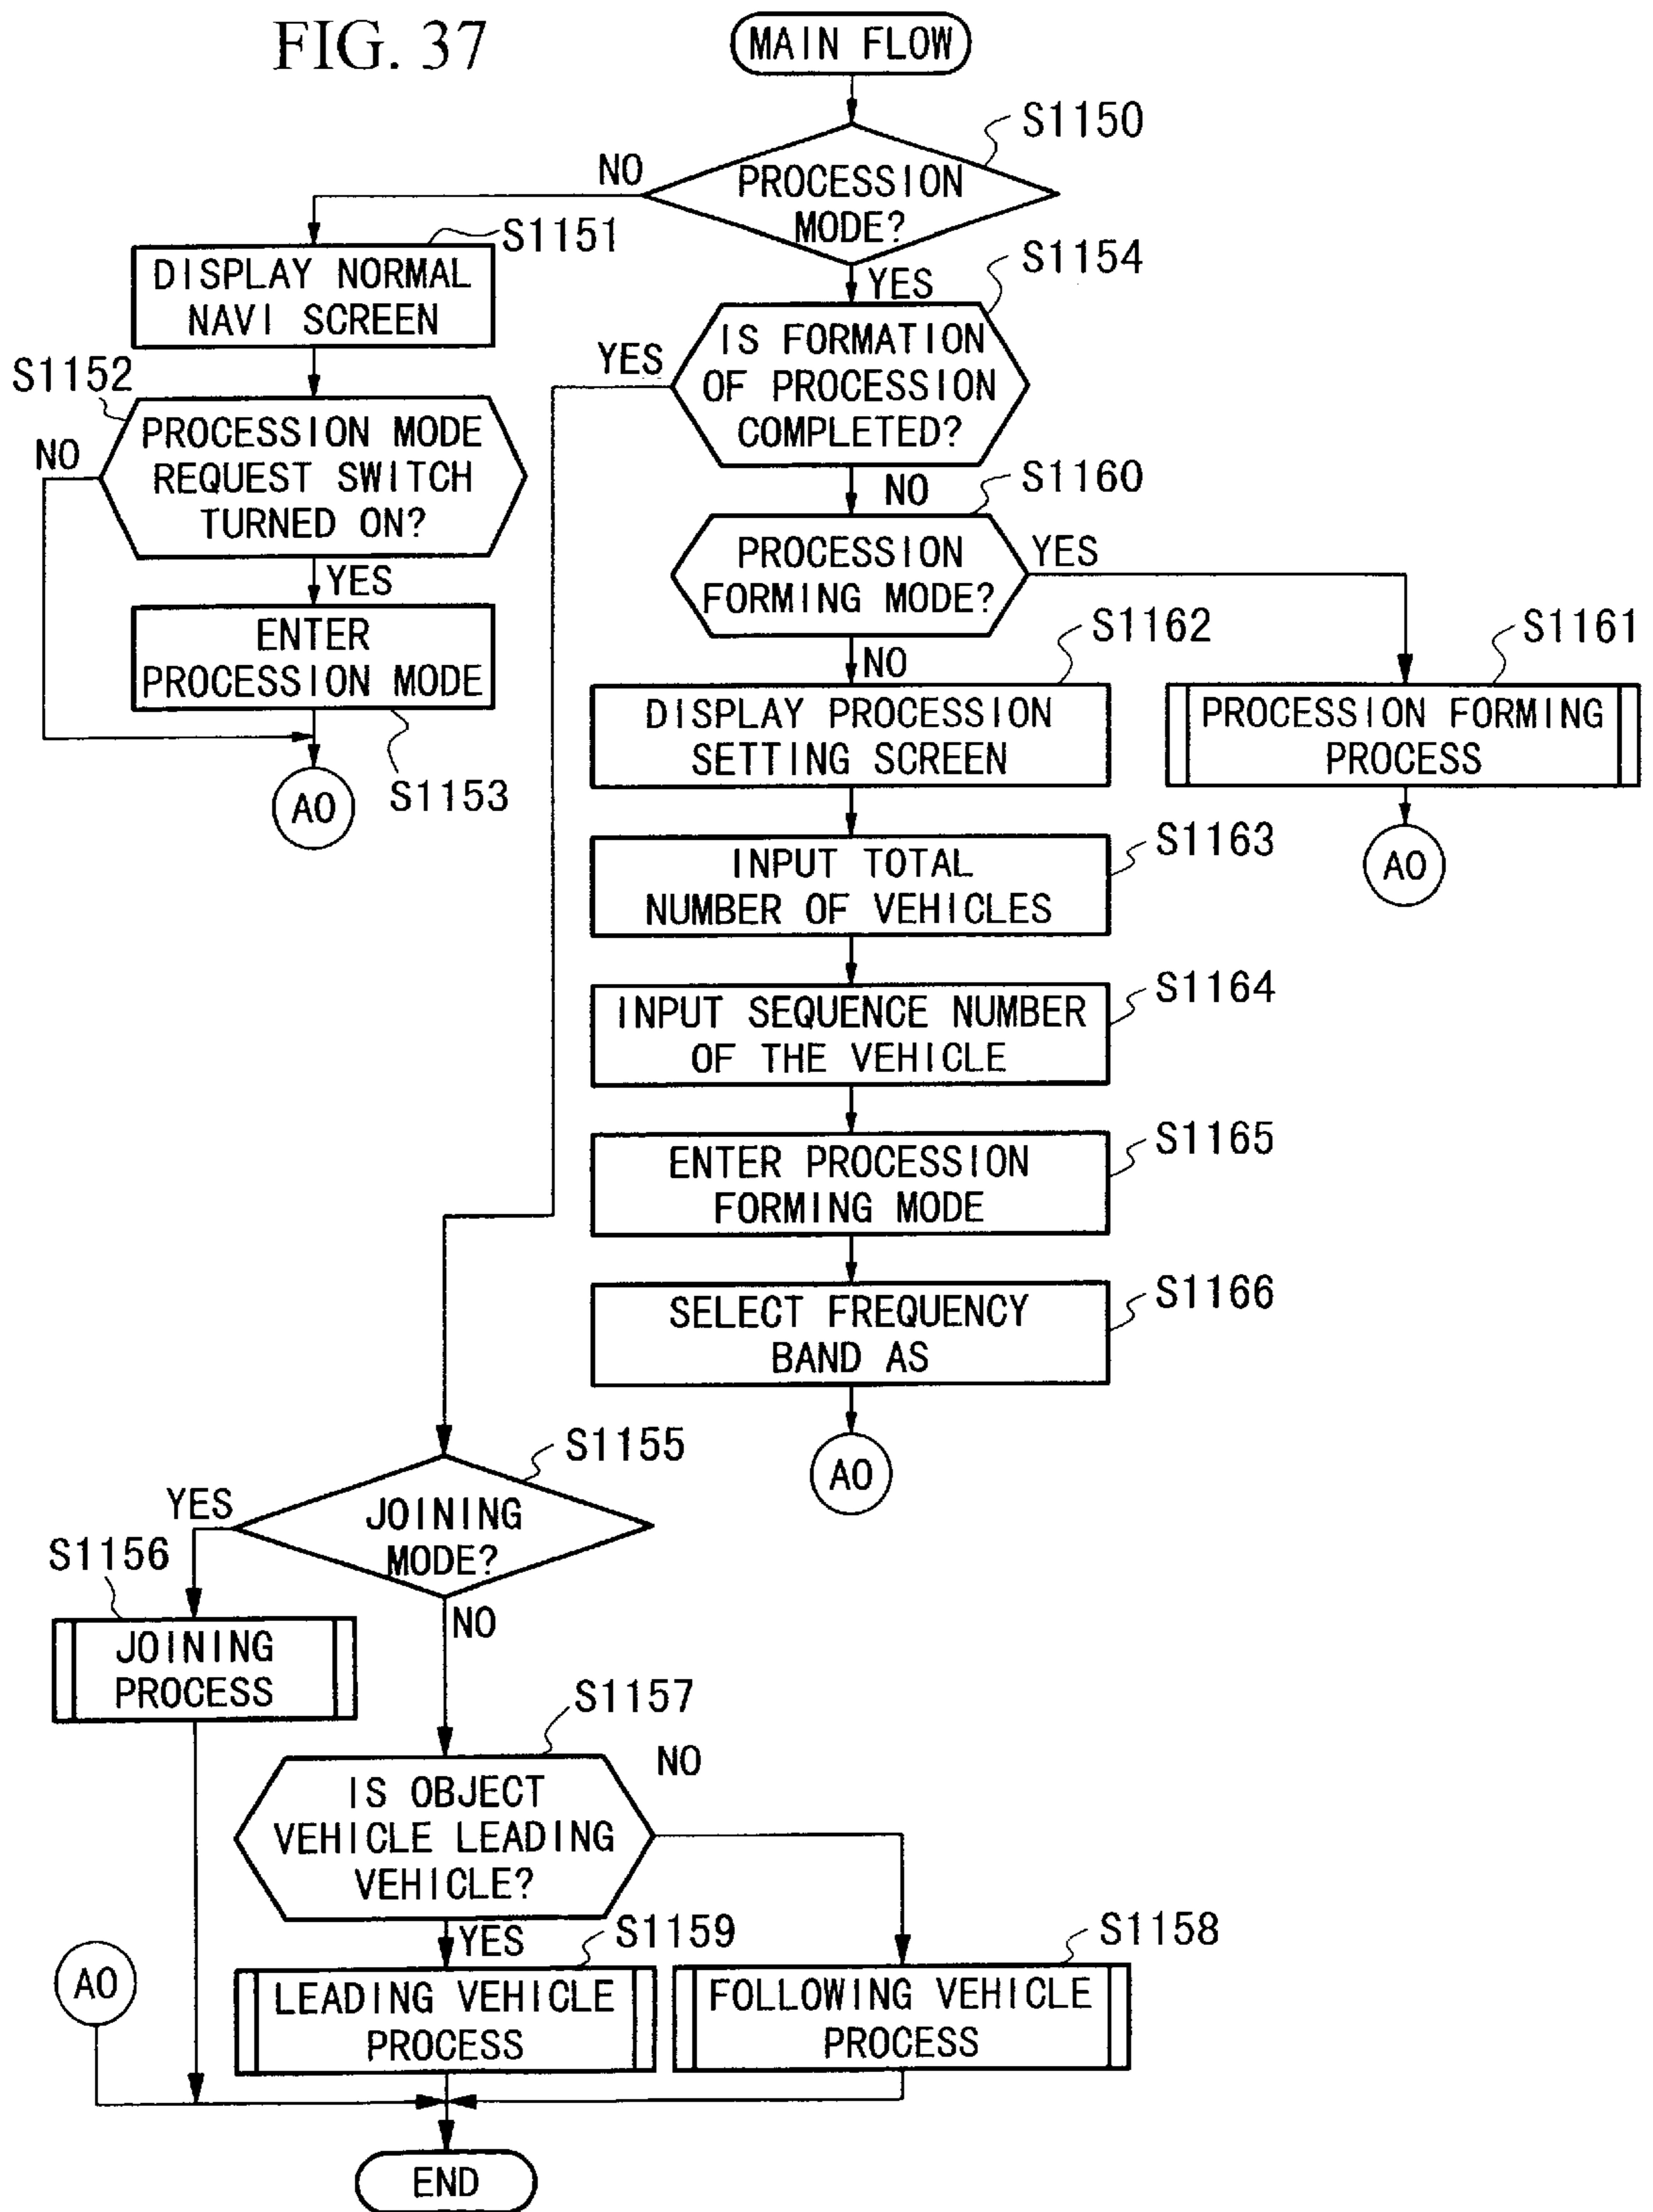 FIG. 37
MAIN FLOW
S1150
NO
PROCESSION
MODE?
S1151
DISPLAY NORMAL
NAVI SCREEN
YES
S1154
IS FORMATION
OF PROCESSION
COMPLETED?
YES
S1152
PROCESSION MODE
REQUEST SWITCH
TURNED ON?
NO
YES
ENTER
PROCESSION MODE
S1153
A0
NO
S1160
PROCESSION
FORMING MODE?
YES
S1161
PROCESSION FORMING
PROCESS
A0
NO
S1162
DISPLAY PROCESSION
SETTING SCREEN
S1163
INPUT TOTAL
NUMBER OF VEHICLES
S1164
INPUT SEQUENCE NUMBER
OF THE VEHICLE
S1165
ENTER PROCESSION
FORMING MODE
S1166
SELECT FREQUENCY
BAND AS
A0
S1155
JOINING
MODE?
YES
S1156
JOINING
PROCESS
NO
S1157
IS OBJECT
VEHICLE LEADING
VEHICLE?
NO
YES
S1159
LEADING VEHICLE
PROCESS
S1158
FOLLOWING VEHICLE
PROCESS
A0
END